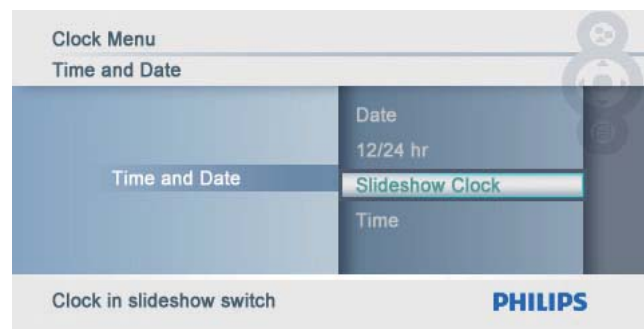 Clock Menu
Time and Date
Date
12/24 hr
Time and Date
Slideshow Clock
Time
Clock in slideshow switch
PHILIPS